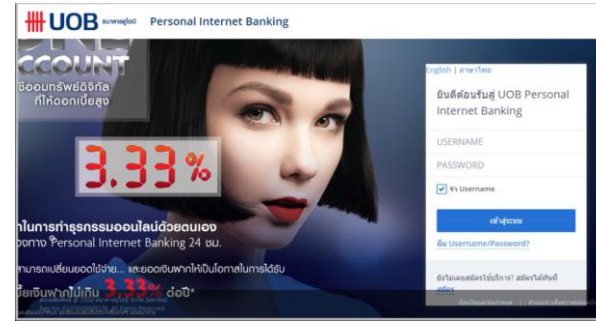 UOB ธนาคารยูโอบี Personal Internet Banking
CCOUNT
ชีออมทรัพย์ดิจิทัล
ที่ให้ดอกเบี้ยสูง
3.33%
English | ภาษาไทย
ยินดีต้อนรับสู่ UOB Personal
Internet Banking
USERNAME
PASSWORD
จำ Username
เข้าสู่ระบบ
ลืม Username/Password?
ยังไม่เคยสมัครใช้บริการ? สมัครได้ทันที
สมัคร
ในการทำธุรกรรมออนไลน์ด้วยตนเอง
ทาง Personal Internet Banking 24 ชม.
สามารถเปลี่ยนยอดใช้จ่าย... และยอดเงินฝากให้เป็นโอกาสในการได้รับ
ยเงินฝากไม่เกิน 3.33% ต่อปี*